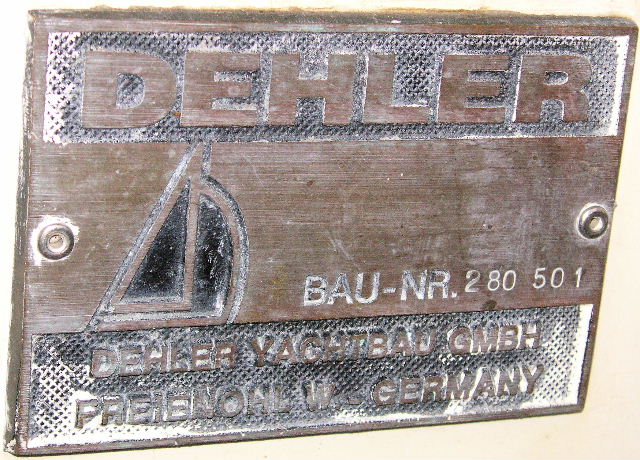 DEHLER
BAU-NR. 280 501
DEHLER YACHTBAU GMBH
FREIENOHL W.-GERMANY